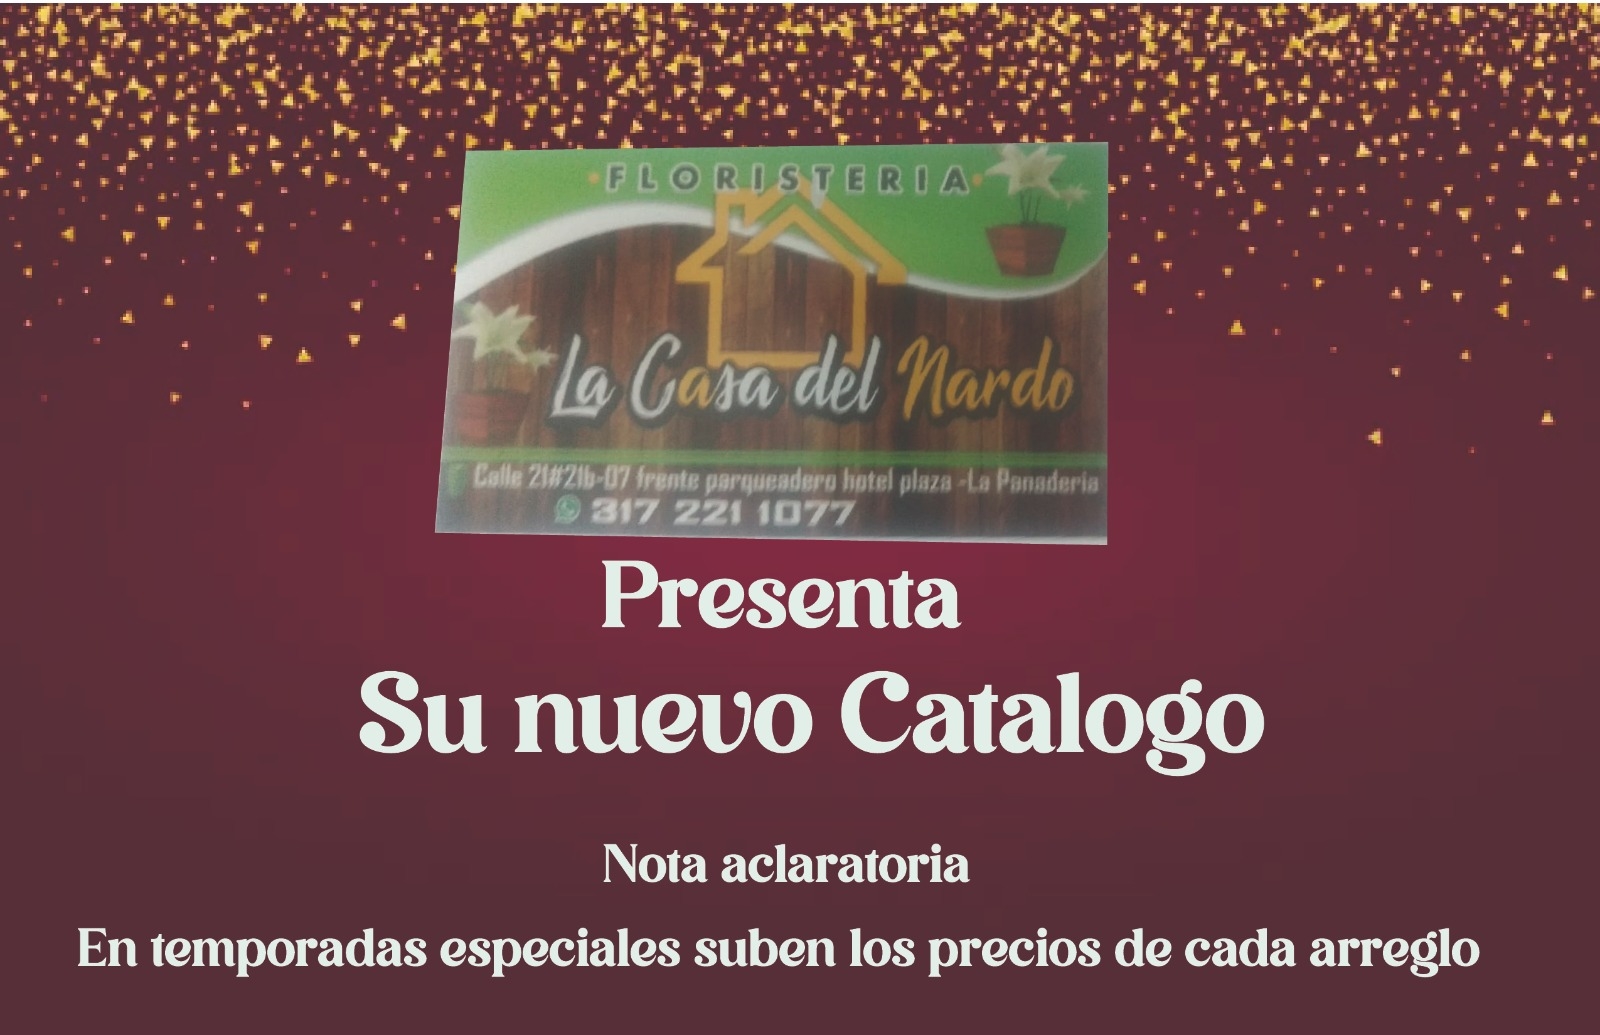 FLORISTERIA
La Casa del Nardo
Calle 21#21b-07 frente parqueadero hotel plaza -La Panaderia
317 221 1077
Presenta
Su nuevo Catalogo
Nota aclaratoria
En temporadas especiales suben los precios de cada arreglo